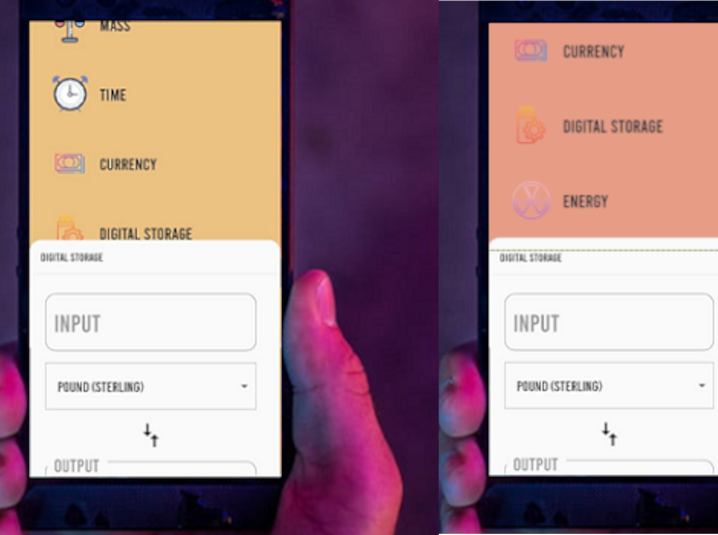 MASS
TIME
CURRENCY
DIGITAL STORAGE
DIGITAL STORAGE
INPUT
POUND (STERLING)
OUTPUT
CURRENCY
DIGITAL STORAGE
ENERGY
DIGITAL STORAGE
INPUT
POUND (STERLING)
OUTPUT